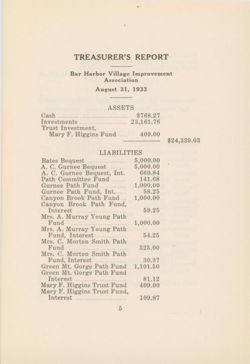 TREASURER'S REPORT
Bar Harbor Village Improvement
Association
August 31, 1933
ASSETS
Cash $768.27
Investments 23,161.76
Trust Investment,
Mary F. Higgins Fund 409.00
$24,339.03
LIABILITIES
Bates Bequest 5,000.00
A. C. Gurnee Bequest 5,000.00
A. C. Gurnee Bequest, Int. 660.84
Path Committee Fund 141.68
Gurnee Path Fund 1,000.00
Gurnee Path Fund, Int. 58.25
Canyon Brook Path Fund 1,000.00
Canyon Brook Path Fund,
Interest 59.25
Mrs. A. Murray Young Path
Fund 1,000.00
Mrs. A. Murray Young Path
Fund, Interest 54.25
Mrs. C. Morten Smith Path
Fund 525.00
Mrs. C. Morten Smith Path
Fund, Interest 30.37
Green Mt. Gorge Path Fund 1,101.50
Green Mt. Gorge Path Fund
Interest 81.12
Mary F. Higgins Trust Fund 409.00
Mary F. Higgins Trust Fund,
Interest 109.87
5